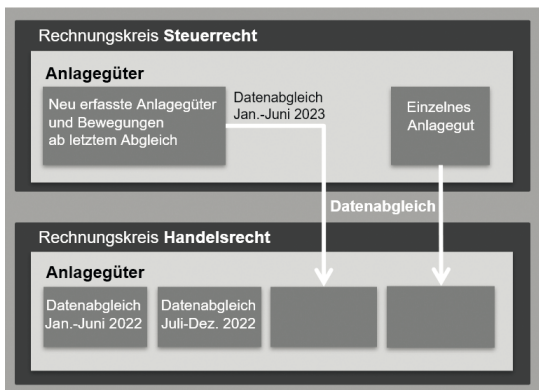 Rechnungskreis Steuerrecht
Anlagegüter
Neu erfasste Anlagegüter
und Bewegungen
ab letztem Abgleich
Datenabgleich
Jan.-Juni 2023
Einzelnes
Anlagegut
Datenabgleich
Rechnungskreis Handelsrecht
Anlagegüter
Datenabgleich
Jan.-Juni 2022
Datenabgleich
Juli-Dez. 2022